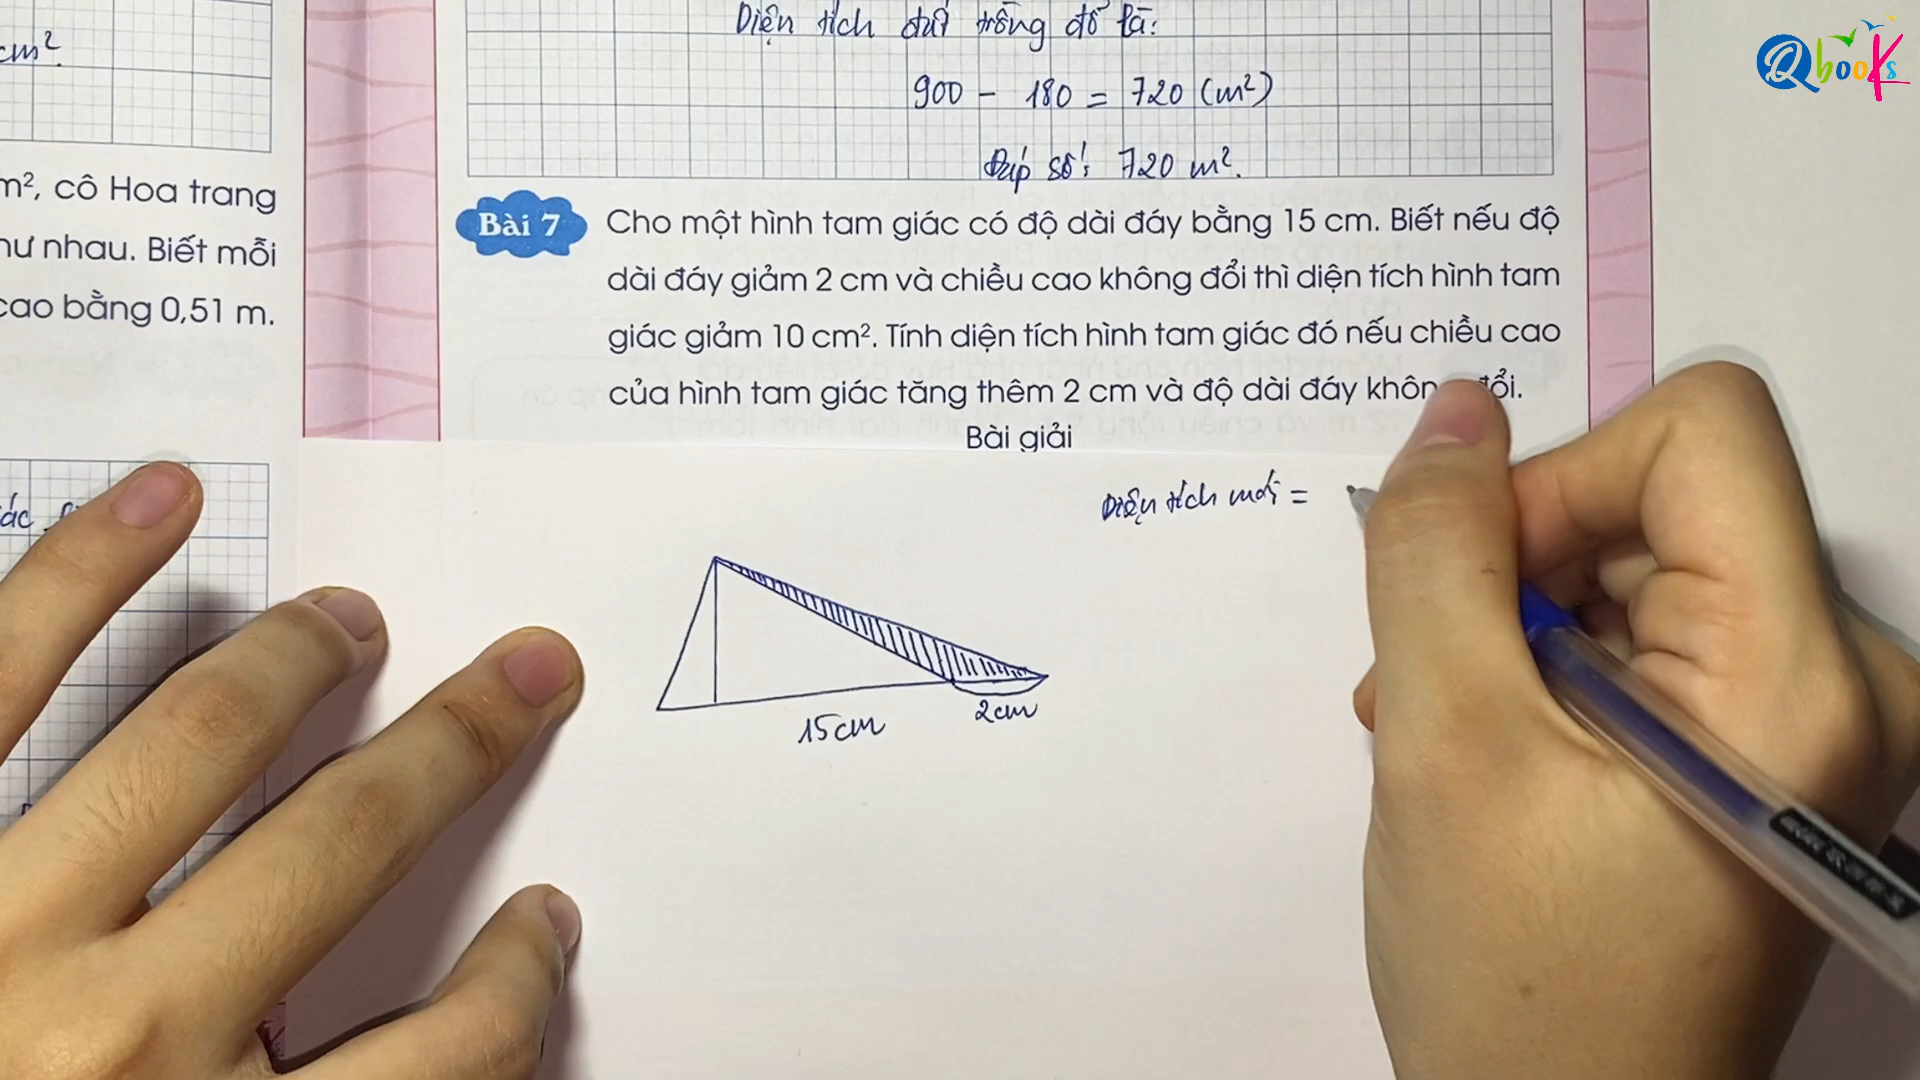 cm².
m², cô Hoa trang
hư nhau. Biết mỗi
cao bằng 0,51 m.
ác
Diện tích đất trồng đỗ là:
900 - 180 = 720 (m²)
Đáp số: 720 m².
Bài 7
Cho một hình tam giác có độ dài đáy bằng 15 cm. Biết nếu độ
dài đáy giảm 2 cm và chiều cao không đổi thì diện tích hình tam
giác giảm 10 cm². Tính diện tích hình tam giác đó nếu chiều cao
của hình tam giác tăng thêm 2 cm và độ dài đáy khôn đổi.
Bài giải
Diện tích mới =
15cm
2cm
Qbooks